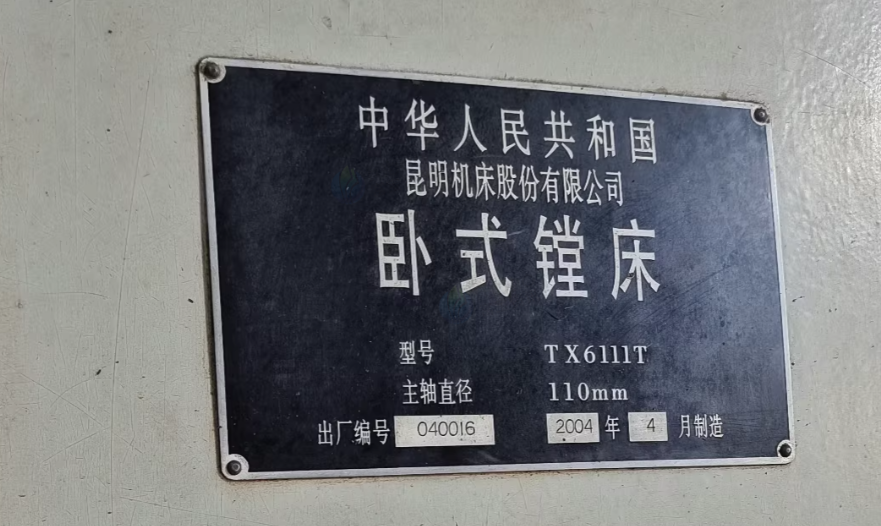 中华人民共和国
昆明机床股份有限公司
卧式镗床
型号 TX6111T
主轴直径 110mm
出厂编号 040016 2004 年 4 月制造